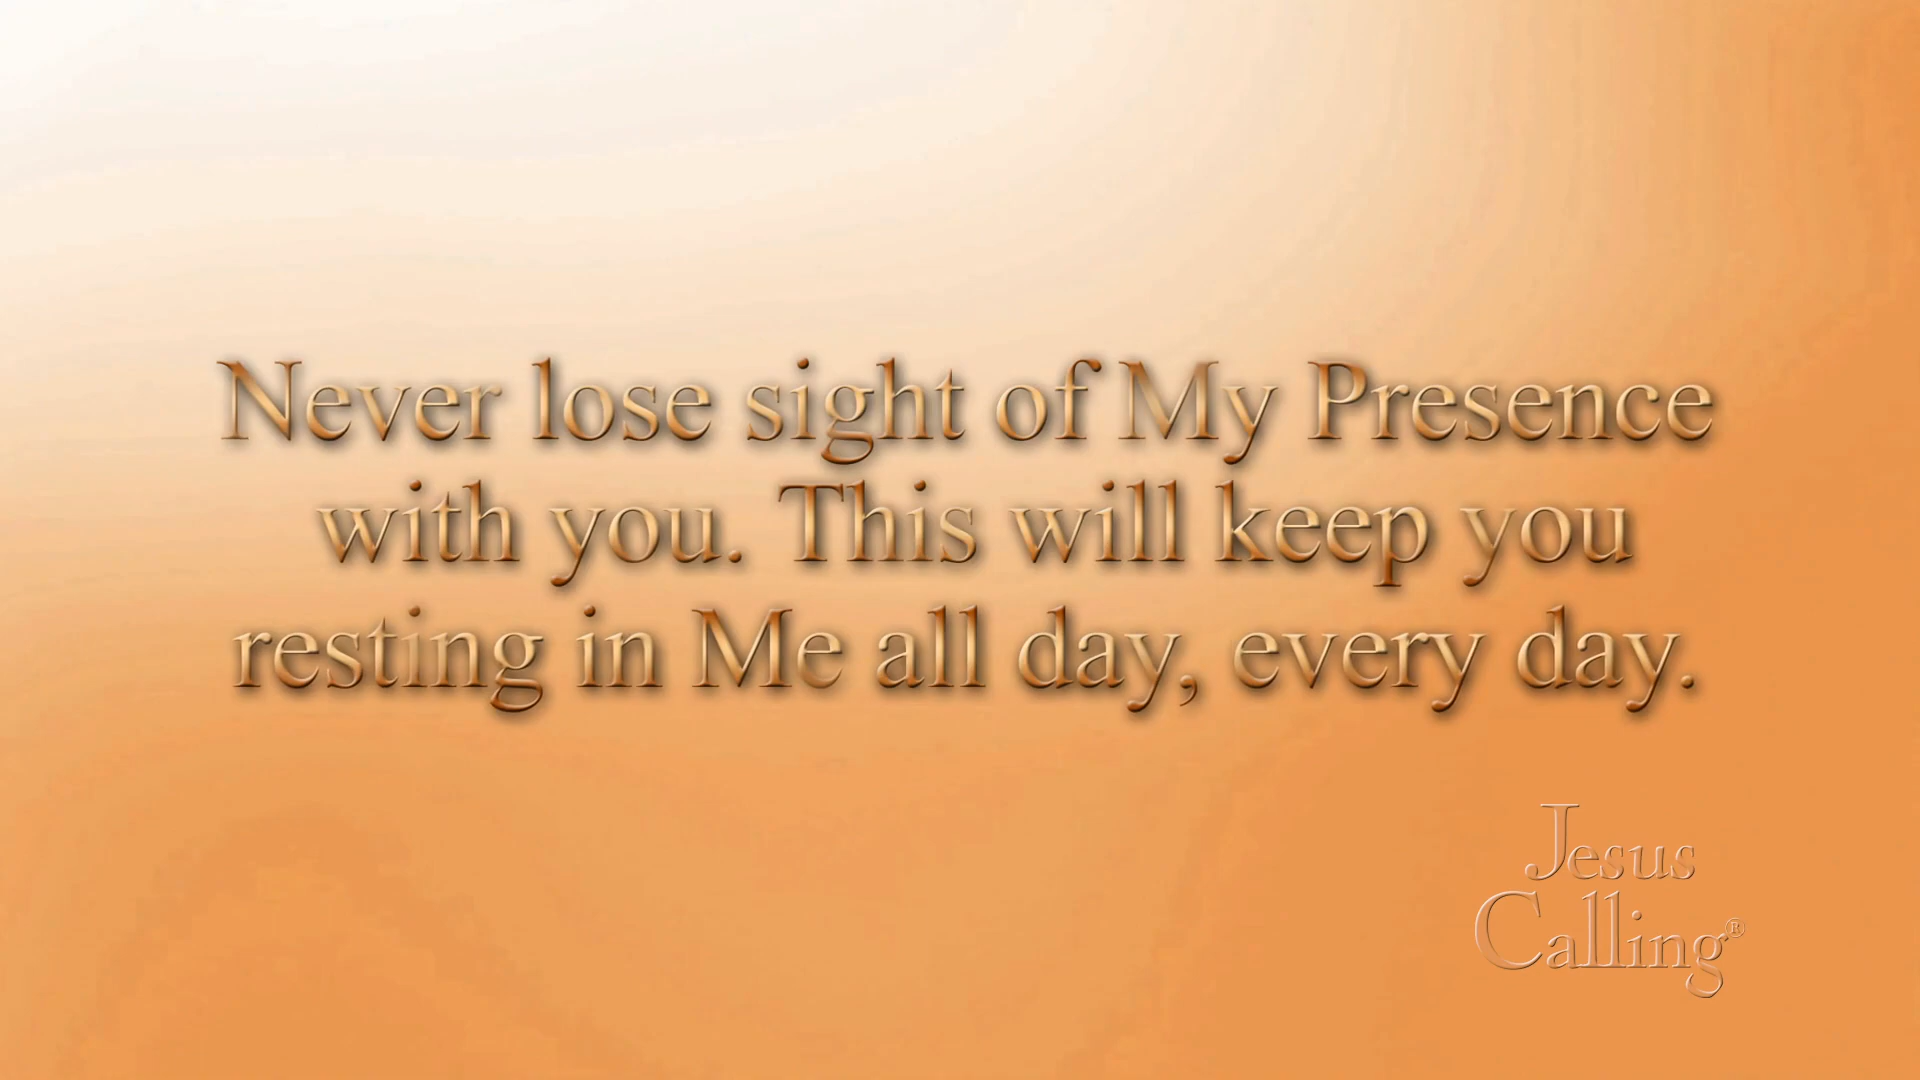 Never lose sight of My Presence
with you. This will keep you
resting in Me all day, every day.
Jesus
Calling®